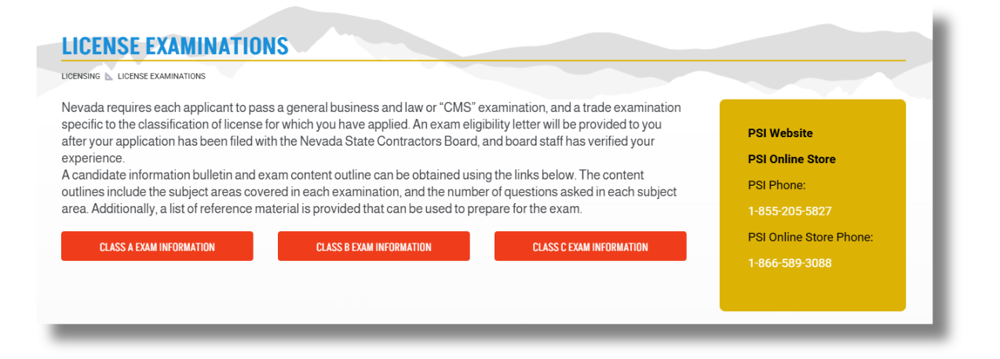 LICENSE EXAMINATIONS
LICENSING LICENSE EXAMINATIONS
Nevada requires each applicant to pass a general business and law or “CMS” examination, and a trade examination
specific to the classification of license for which you have applied. An exam eligibility letter will be provided to you
after your application has been filed with the Nevada State Contractors Board, and board staff has verified your
experience.
A candidate information bulletin and exam content outline can be obtained using the links below. The content
outlines include the subject areas covered in each examination, and the number of questions asked in each subject
area. Additionally, a list of reference material is provided that can be used to prepare for the exam.
CLASS A EXAM INFORMATION
CLASS B EXAM INFORMATION
CLASS C EXAM INFORMATION
PSI Website
PSI Online Store
PSI Phone:
1-855-205-5827
PSI Online Store Phone:
1-866-589-3088